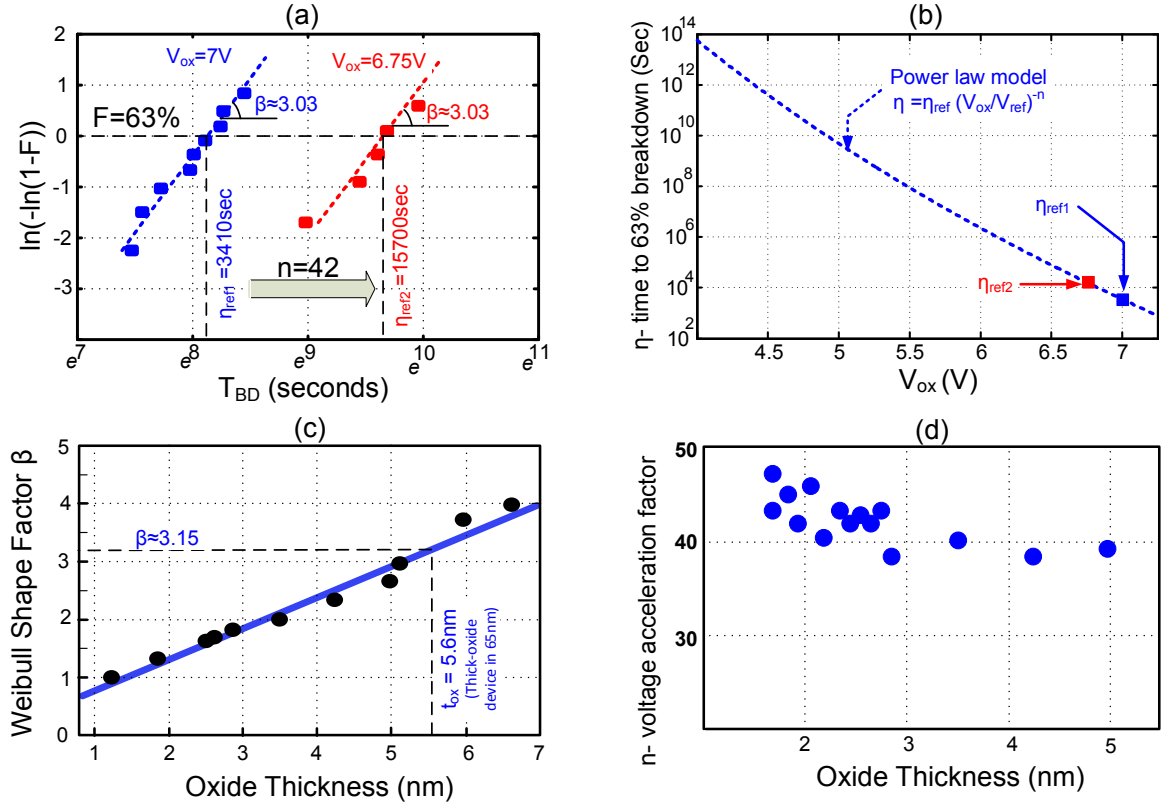 (a)
2
1
0
-1
-2
-3
ln(-ln(1-F))
V_ox=7V
V_ox=6.75V
β≈3.03
β≈3.03
F=63%
n=42
η_ref1 =3410sec
η_ref2 =15700sec
e^7
e^8
e^9
e^10
e^11
T_BD (seconds)
(b)
10^14
10^12
10^10
10^8
10^6
10^4
10^2
η- time to 63% breakdown (Sec)
Power law model
η =η_ref (V_ox/V_ref)^-n
η_ref1
η_ref2
4.5
5
5.5
6
6.5
7
V_ox (V)
(c)
5
4
3
2
1
0
Weibull Shape Factor β
β≈3.15
t_ox = 5.6nm
(Thick-oxide
device in 65nm)
1
2
3
4
5
6
7
Oxide Thickness (nm)
(d)
50
40
30
n- voltage acceleration factor
2
3
4
5
Oxide Thickness (nm)